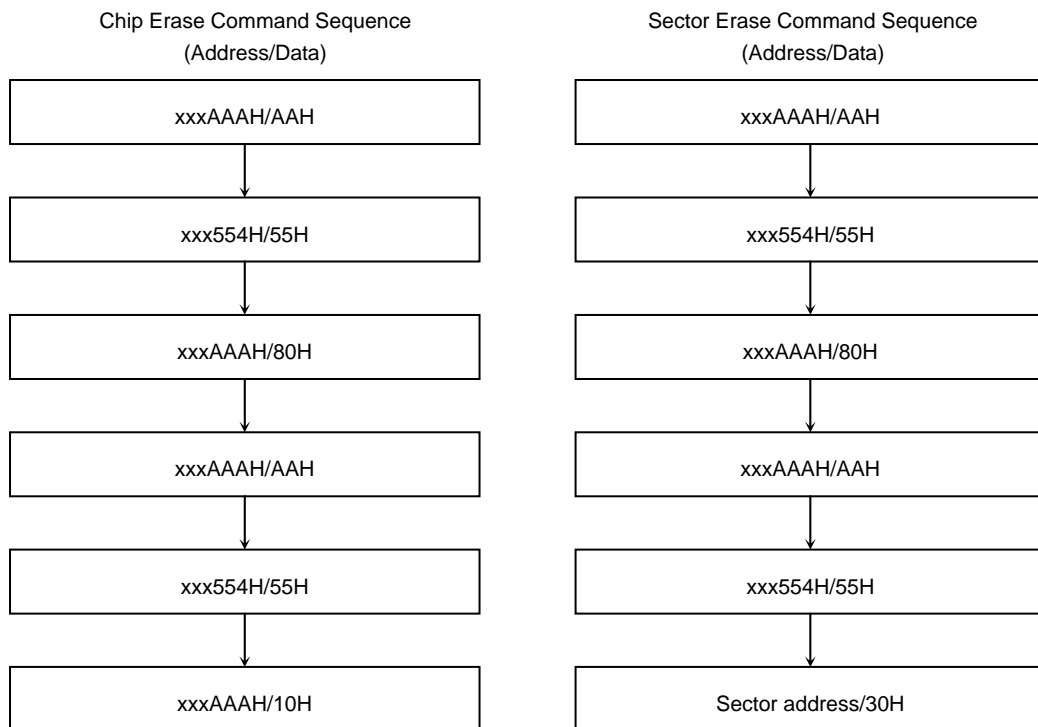 Chip Erase Command Sequence
(Address/Data)
xxxAAAH/AAH
xxx554H/55H
xxxAAAH/80H
xxxAAAH/AAH
xxx554H/55H
xxxAAAH/10H
Sector Erase Command Sequence
(Address/Data)
xxxAAAH/AAH
xxx554H/55H
xxxAAAH/80H
xxxAAAH/AAH
xxx554H/55H
Sector address/30H